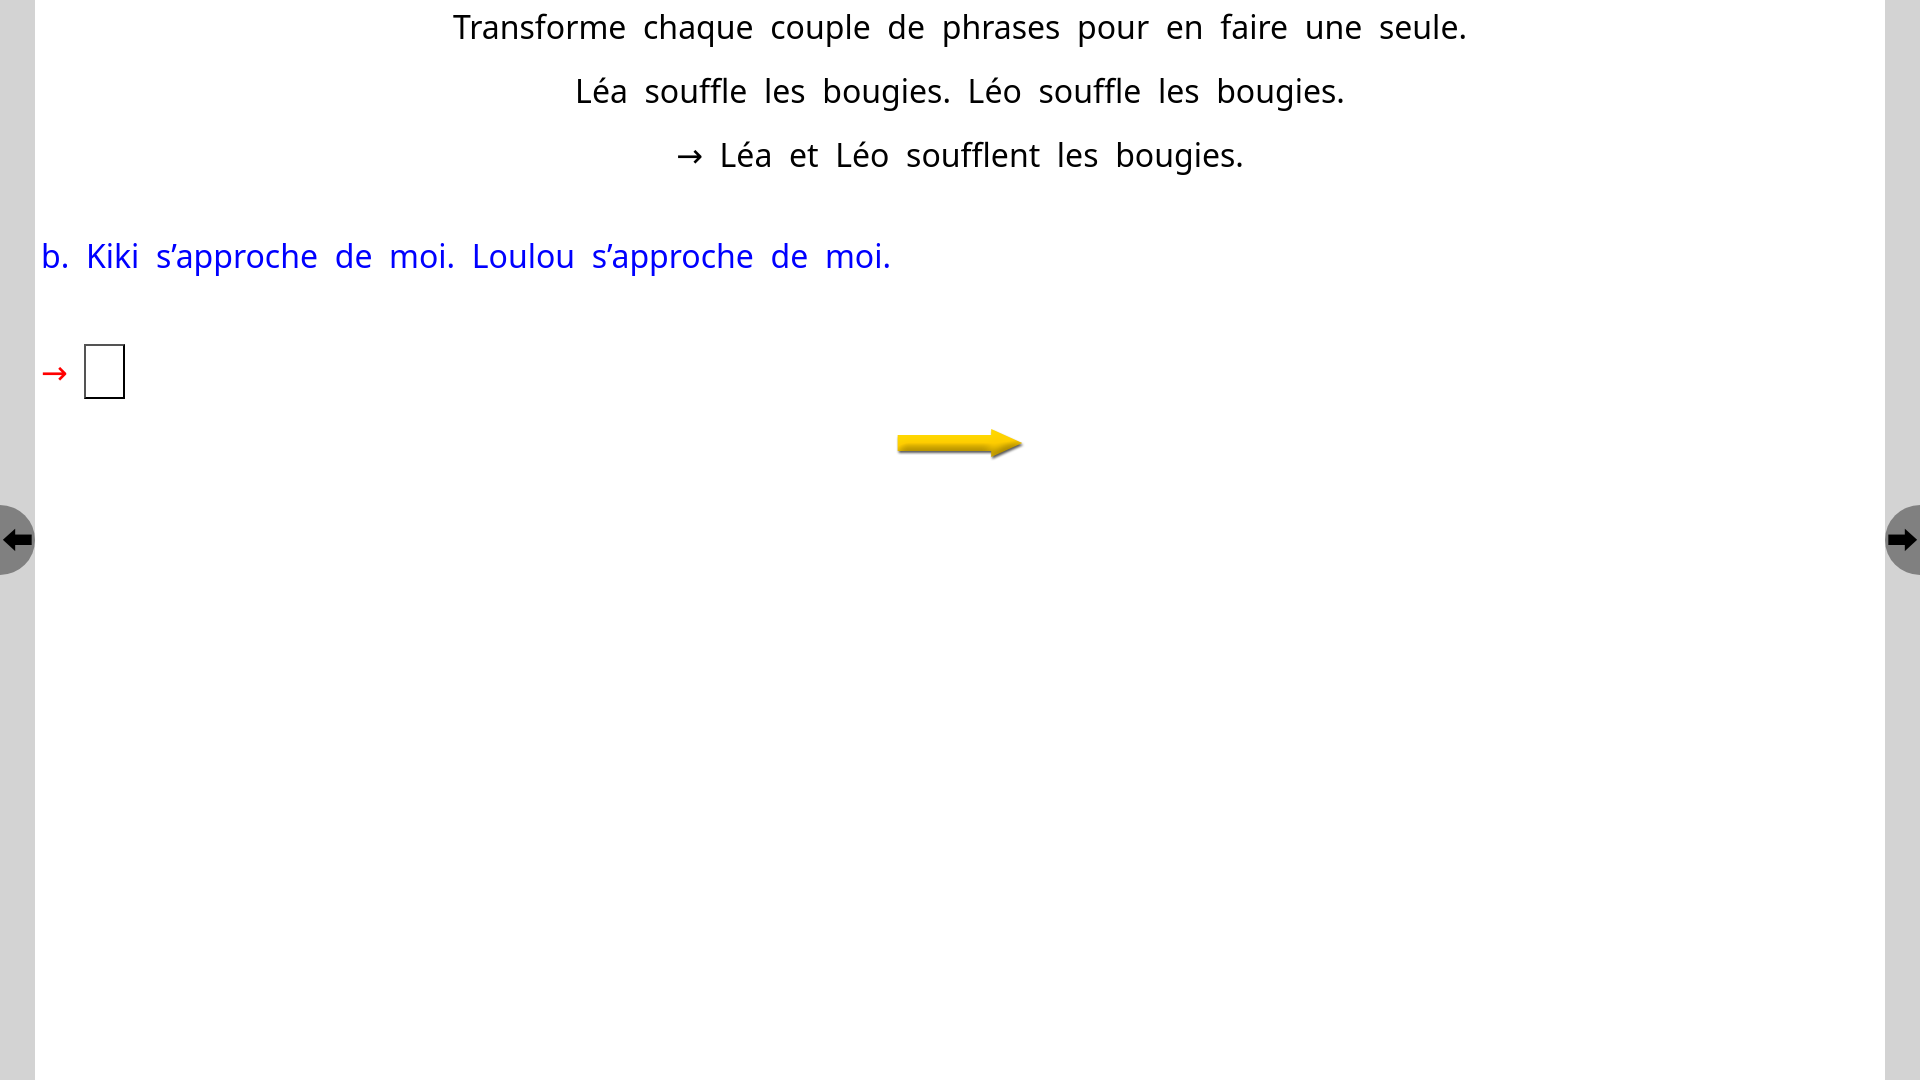 Transforme chaque couple de phrases pour en faire une seule.
Léa souffle les bougies. Léo souffle les bougies.
→ Léa et Léo soufflent les bougies.
b. Kiki s’approche de moi. Loulou s’approche de moi.
→